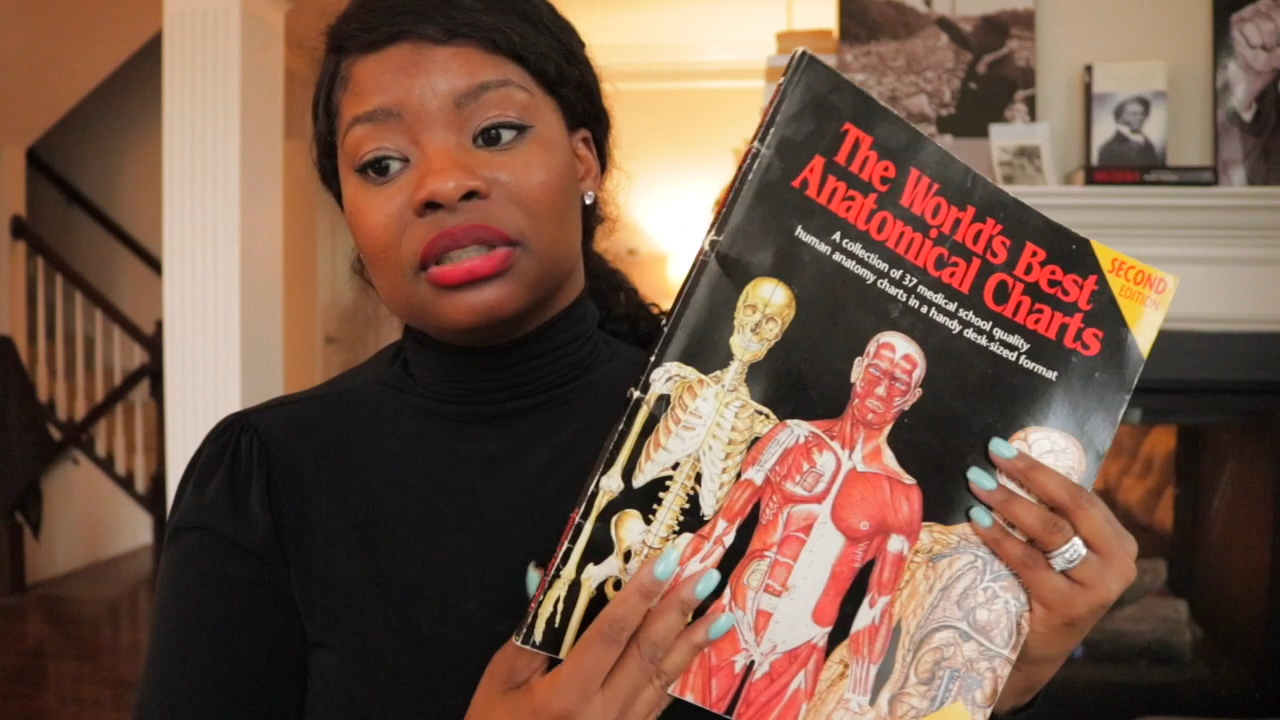 The World's Best
Anatomical Charts
A collection of 37 medical school quality
human anatomy charts in a handy desk-sized format
SECOND
EDITION